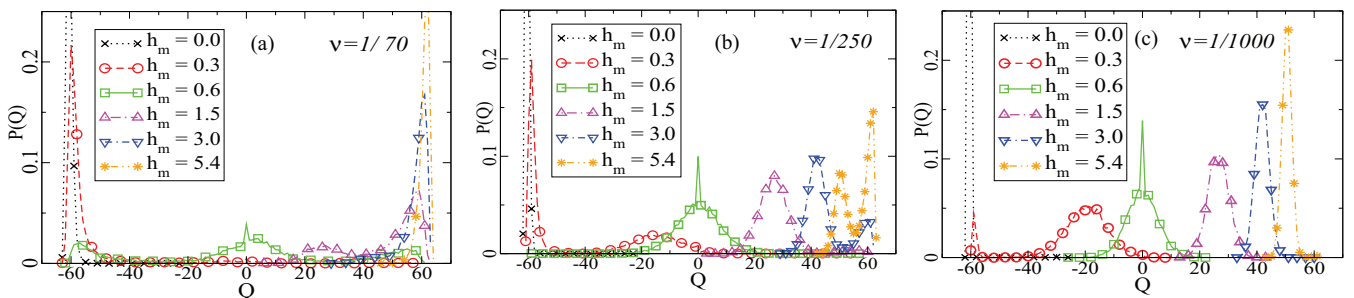 (a)
ν=1/ 70
h_m = 0.0
h_m = 0.3
h_m = 0.6
h_m = 1.5
h_m = 3.0
h_m = 5.4
P(Q)
0.2
0.1
0
-60 -40 -20 0 20 40 60
Q
(b)
ν=1/250
h_m = 0.0
h_m = 0.3
h_m = 0.6
h_m = 1.5
h_m = 3.0
h_m = 5.4
P(Q)
0.2
0.1
0
-60 -40 -20 0 20 40 60
Q
(c)
ν=1/1000
h_m = 0.0
h_m = 0.3
h_m = 0.6
h_m = 1.5
h_m = 3.0
h_m = 5.4
P(Q)
0.2
0.1
0
-60 -40 -20 0 20 40 60
Q